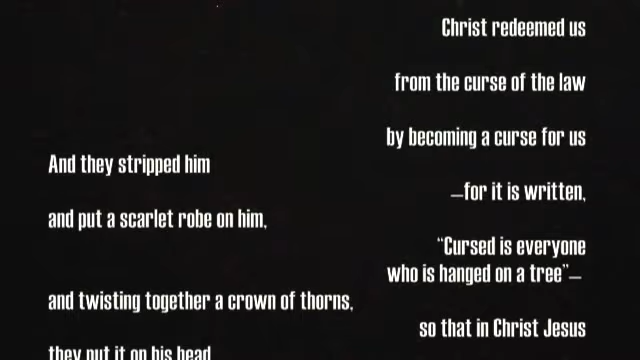 And they stripped him
and put a scarlet robe on him,
and twisting together a crown of thorns,
they put it on his head
Christ redeemed us
from the curse of the law
by becoming a curse for us
–for it is written,
“Cursed is everyone
who is hanged on a tree”–
so that in Christ Jesus